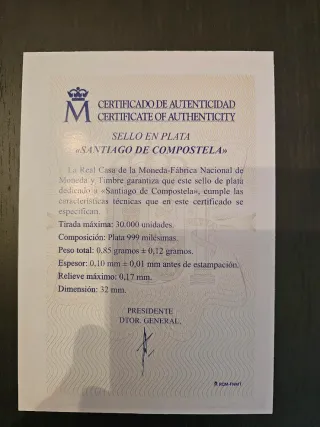 M
CERTIFICADO DE AUTENTICIDAD
CERTIFICATE OF AUTHENTICITY
SELLO EN PLATA
«SANTIAGO DE COMPOSTELA»
La Real Casa de la Moneda-Fábrica Nacional de
Moneda y Timbre garantiza que este sello de plata
dedicado a «Santiago de Compostela», cumple las
características técnicas que en este certificado se
especifican.
Tirada máxima: 30.000 unidades.
Composición: Plata 999 milésimas.
Peso total: 0,85 gramos ± 0,12 gramos.
Espesor: 0,10 mm ± 0,01 mm antes de estampación.
Relieve máximo: 0,17 mm.
Dimensión: 32 mm.
PRESIDENTE
DTOR. GENERAL,